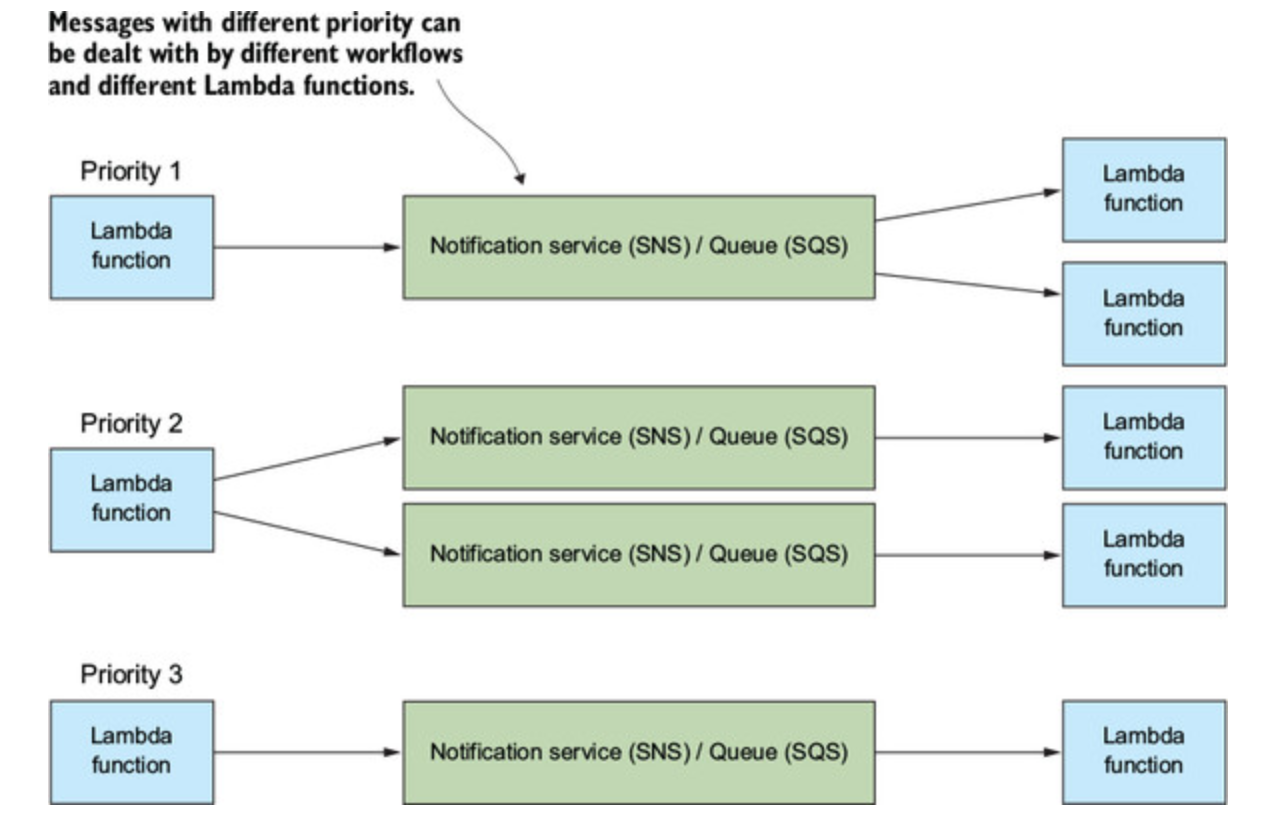 Messages with different priority can
be dealt with by different workflows
and different Lambda functions.
Priority 1
Lambda
function
Notification service (SNS) / Queue (SQS)
Lambda
function
Lambda
function
Priority 2
Lambda
function
Notification service (SNS) / Queue (SQS)
Notification service (SNS) / Queue (SQS)
Lambda
function
Lambda
function
Priority 3
Lambda
function
Notification service (SNS) / Queue (SQS)
Lambda
function